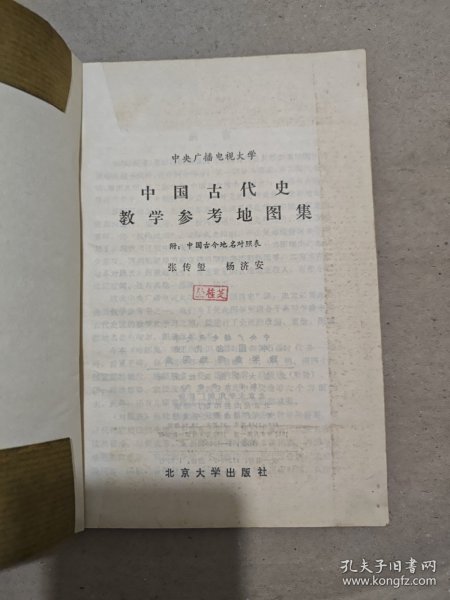 中央广播电视大学
中国古代史
教学参考地图集
附：中国古今地名对照表
张传玺 杨济安
桂芝
北京大学出版社
孔夫子旧书网
www.kongfz.com